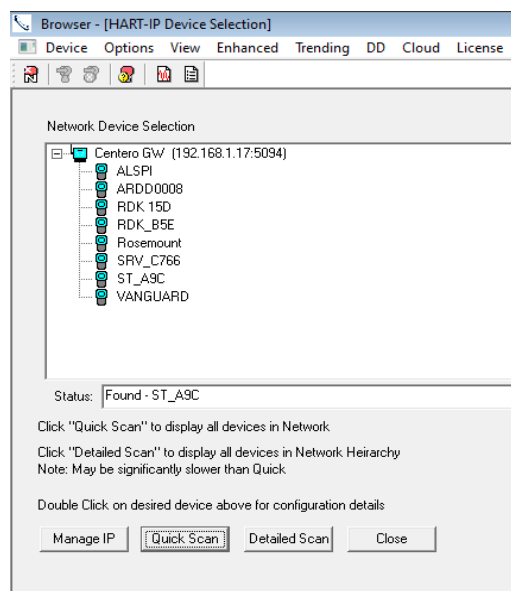 Browser - [HART-IP Device Selection]
Device Options View Enhanced Trending DD Cloud License
Network Device Selection
Centero GW (192.168.1.17:5094)
ALSPI
ARDD0008
RDK 15D
RDK_B5E
Rosemount
SRV_C766
ST_A9C
VANGUARD
Status: Found - ST_A9C
Click "Quick Scan" to display all devices in Network
Click "Detailed Scan" to display all devices in Network Heirarchy
Note: May be significantly slower than Quick
Double Click on desired device above for configuration details
Manage IP Quick Scan Detailed Scan Close